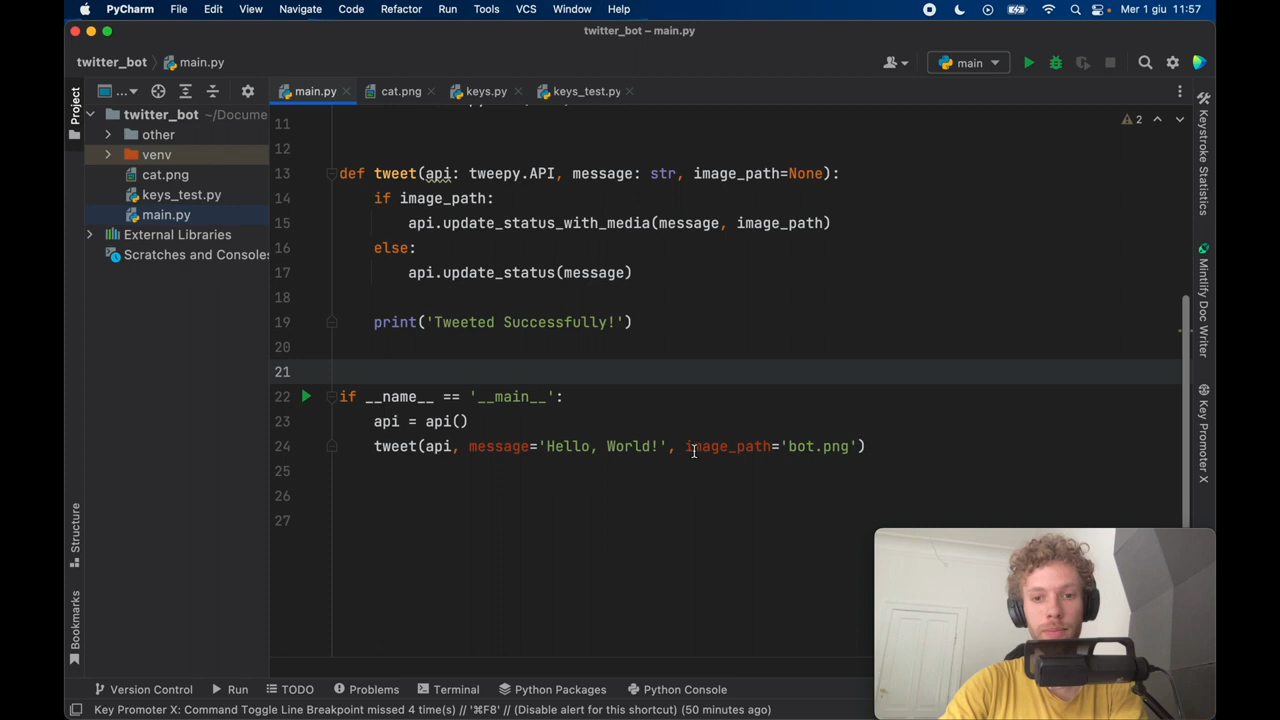 PyCharm File Edit View Navigate Code Refactor Run Tools VCS Window Help Mer 1 giu 11:57
twitter_bot – main.py
twitter_bot main.py main
Project ... main.py cat.png keys.py keys_test.py
twitter_bot ~/Docume
other
venv
cat.png
keys_test.py
main.py
External Libraries
Scratches and Consoles
2
11
12
13 def tweet(api: tweepy.API, message: str, image_path=None):
14 if image_path:
15 api.update_status_with_media(message, image_path)
16 else:
17 api.update_status(message)
18
19 print('Tweeted Successfully!')
20
21
22 if __name__ == '__main__':
23 api = api()
24 tweet(api, message='Hello, World!', image_path='bot.png')
25
26
27
Keystroke Statistics
Mintlify Doc Writer
Key Promoter X
Structure
Bookmarks
Version Control Run TODO Problems Terminal Python Packages Python Console
Key Promoter X: Command Toggle Line Breakpoint missed 4 time(s) // '⌘F8' // (Disable alert for this shortcut) (50 minutes ago)